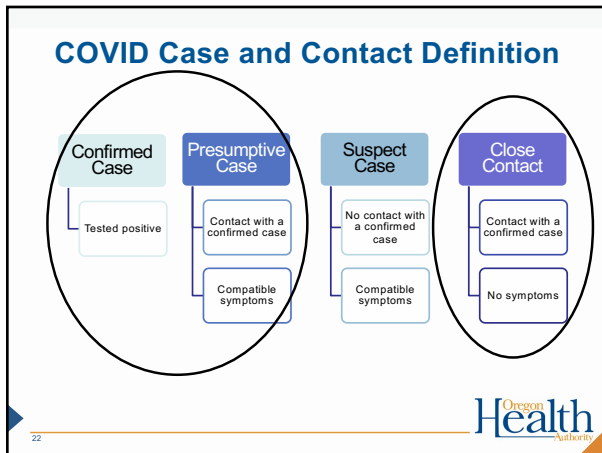 COVID Case and Contact Definition
Confirmed
Case
Tested positive
Presumptive
Case
Contact with a
confirmed case
Compatible
symptoms
Suspect
Case
No contact with
a confirmed
case
Compatible
symptoms
Close
Contact
Contact with a
confirmed case
No symptoms
22
Oregon
Health
Authority